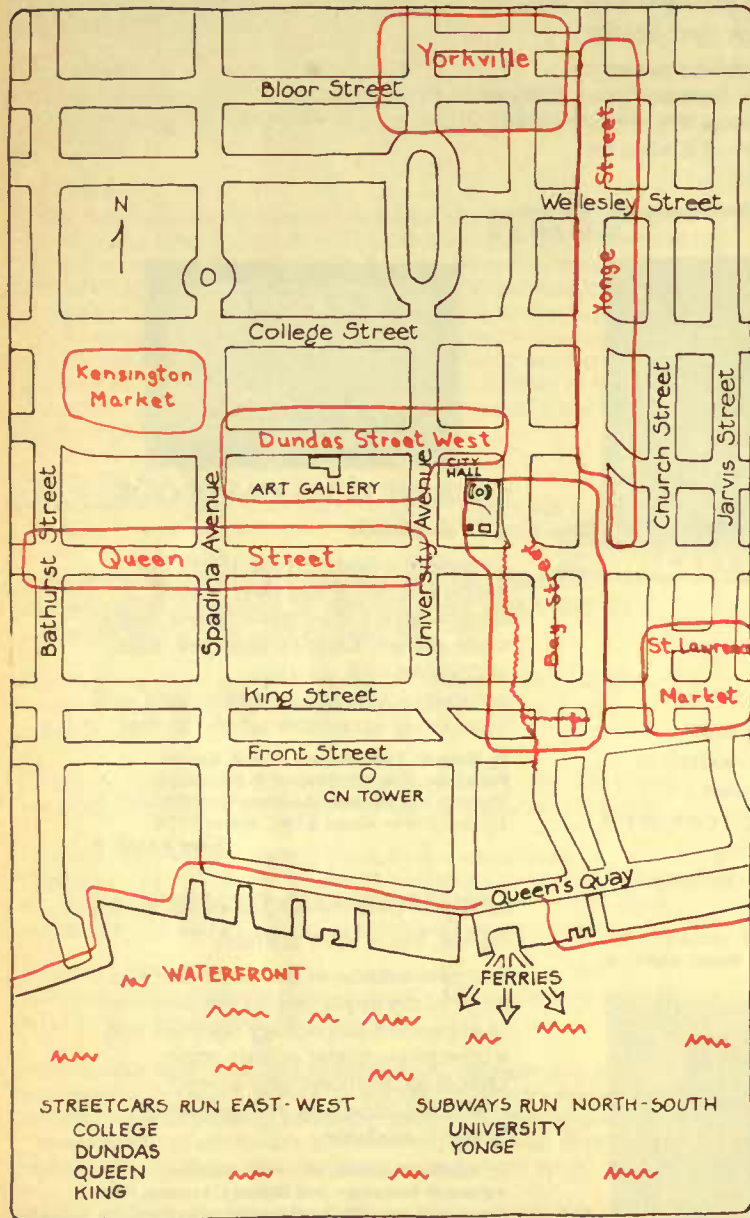 Yorkville
Bloor Street
Yonge Street
Wellesley Street
N
College Street
Kensington
Market
Dundas Street West
CITY
HALL
ART GALLERY
Bathurst Street
Spadina Avenue
University Avenue
Church Street
Jarvis Street
Queen Street
Bay Street
St. Lawrence
Market
King Street
Front Street
CN TOWER
Queen's Quay
WATERFRONT
FERRIES
STREETCARS RUN EAST-WEST
COLLEGE
DUNDAS
QUEEN
KING
SUBWAYS RUN NORTH-SOUTH
UNIVERSITY
YONGE